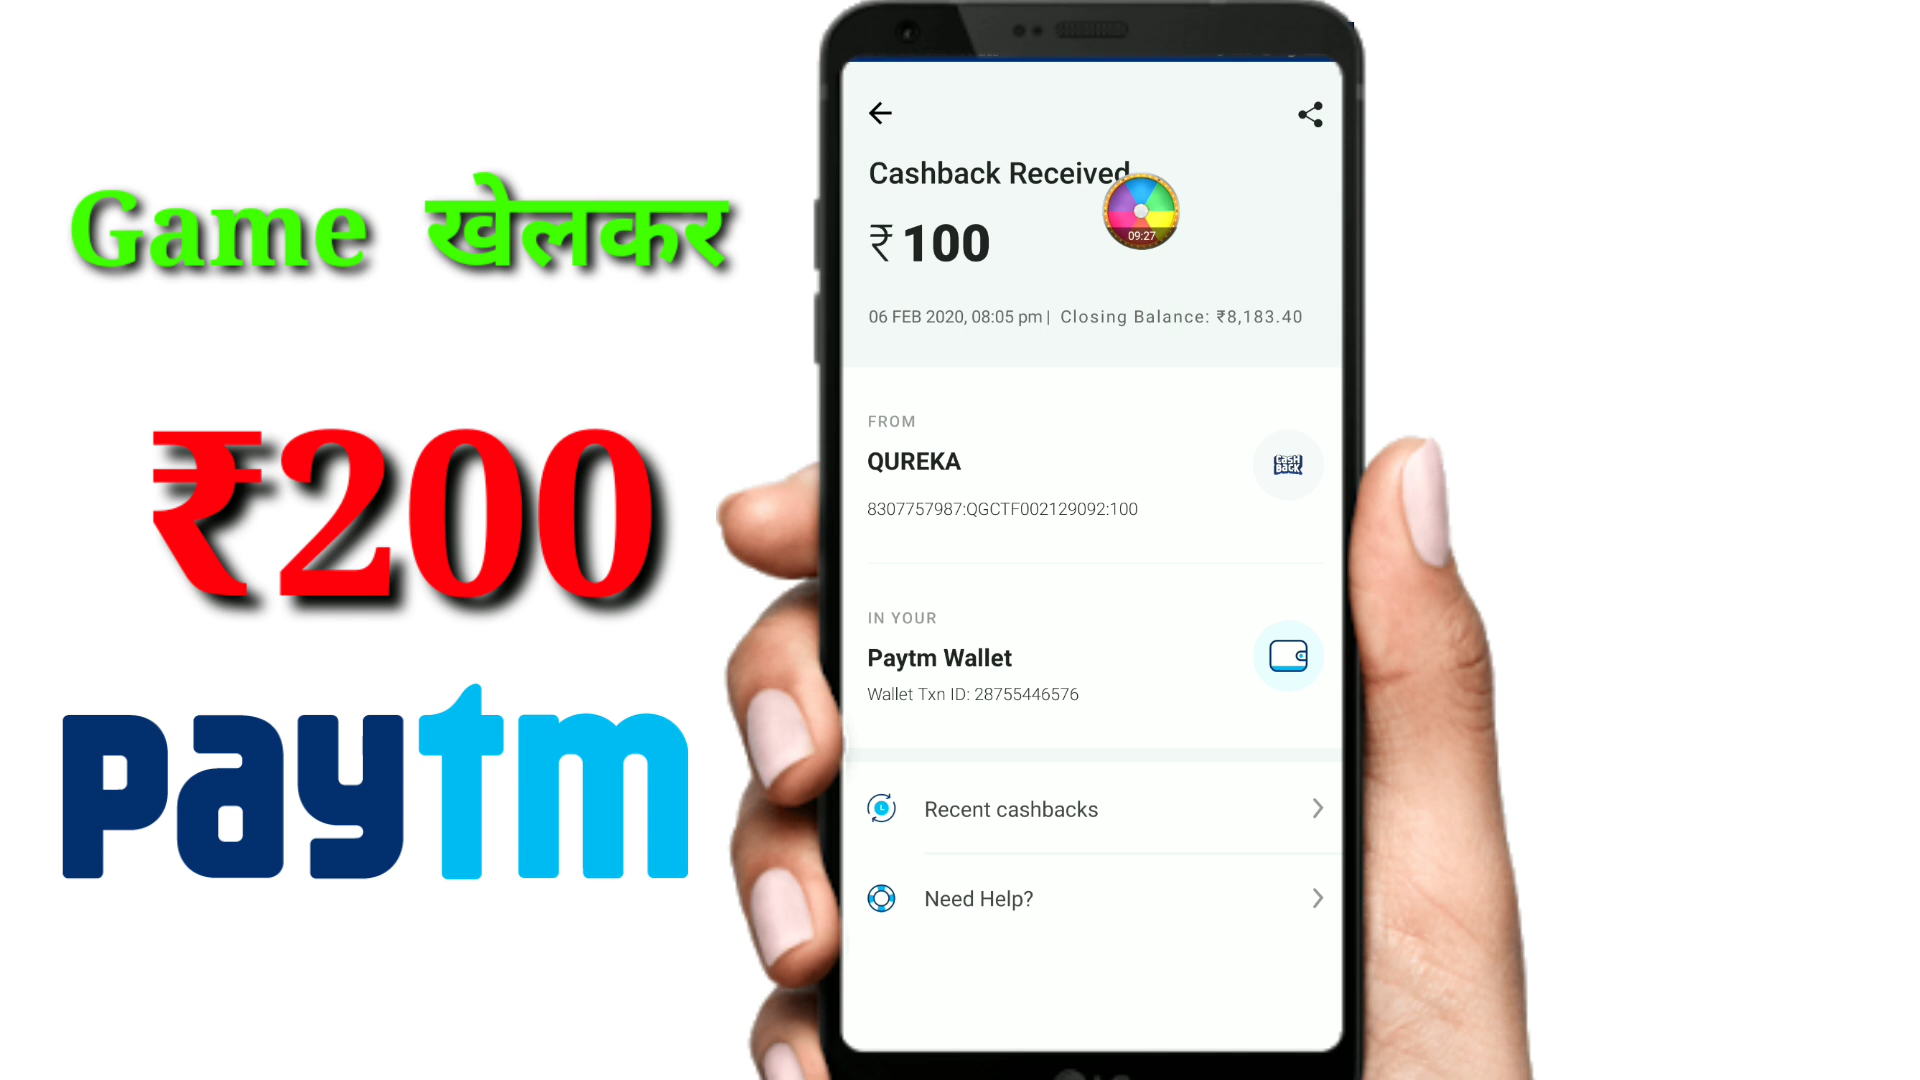 Game खेलकर
₹200
paytm
Cashback Received
₹100
09:27
06 FEB 2020, 08:05 pm | Closing Balance: ₹8,183.40
FROM
QUREKA
CASH
BACK
8307757987:QGCTF002129092:100
IN YOUR
Paytm Wallet
Wallet Txn ID: 28755446576
Recent cashbacks
Need Help?